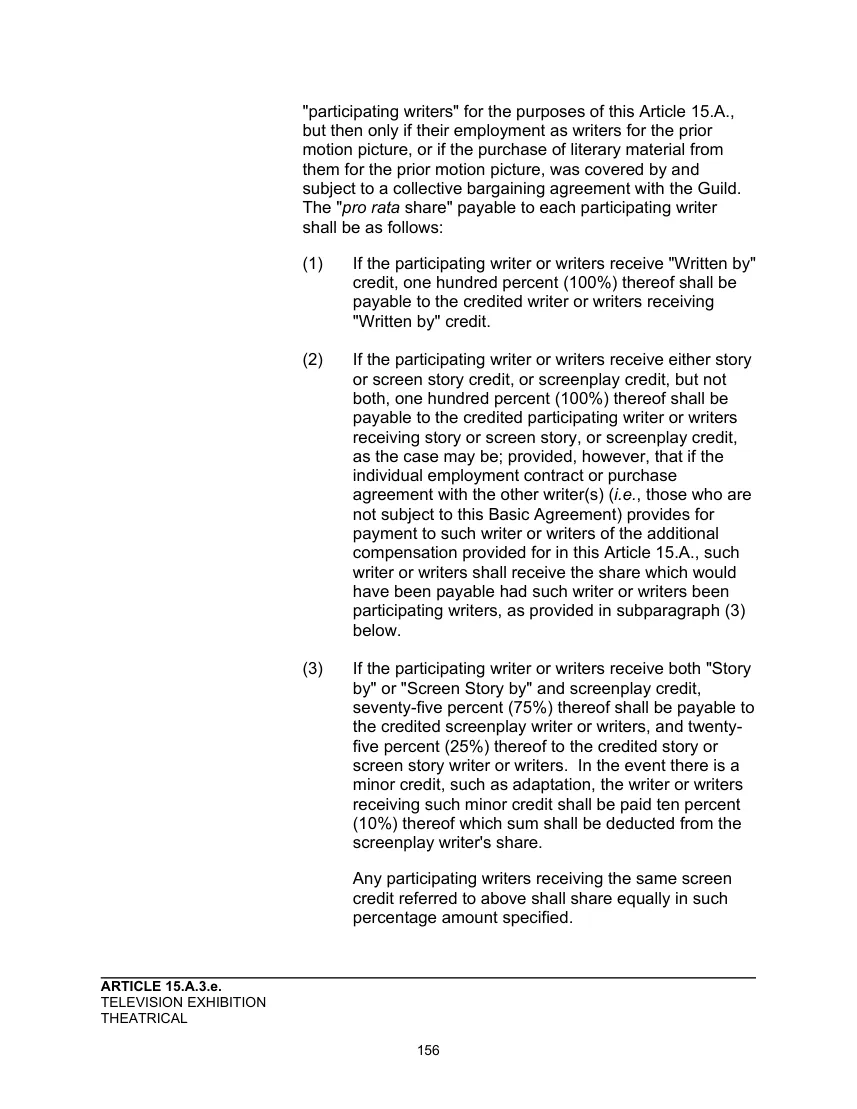 "participating writers" for the purposes of this Article 15.A.,
but then only if their employment as writers for the prior
motion picture, or if the purchase of literary material from
them for the prior motion picture, was covered by and
subject to a collective bargaining agreement with the Guild.
The "pro rata share" payable to each participating writer
shall be as follows:
(1) If the participating writer or writers receive "Written by"
credit, one hundred percent (100%) thereof shall be
payable to the credited writer or writers receiving
"Written by" credit.
(2) If the participating writer or writers receive either story
or screen story credit, or screenplay credit, but not
both, one hundred percent (100%) thereof shall be
payable to the credited participating writer or writers
receiving story or screen story, or screenplay credit,
as the case may be; provided, however, that if the
individual employment contract or purchase
agreement with the other writer(s) (i.e., those who are
not subject to this Basic Agreement) provides for
payment to such writer or writers of the additional
compensation provided for in this Article 15.A., such
writer or writers shall receive the share which would
have been payable had such writer or writers been
participating writers, as provided in subparagraph (3)
below.
(3) If the participating writer or writers receive both "Story
by" or "Screen Story by" and screenplay credit,
seventy-five percent (75%) thereof shall be payable to
the credited screenplay writer or writers, and twenty-
five percent (25%) thereof to the credited story or
screen story writer or writers.  In the event there is a
minor credit, such as adaptation, the writer or writers
receiving such minor credit shall be paid ten percent
(10%) thereof which sum shall be deducted from the
screenplay writer's share.
Any participating writers receiving the same screen
credit referred to above shall share equally in such
percentage amount specified.
ARTICLE 15.A.3.e.
TELEVISION EXHIBITION
THEATRICAL
156